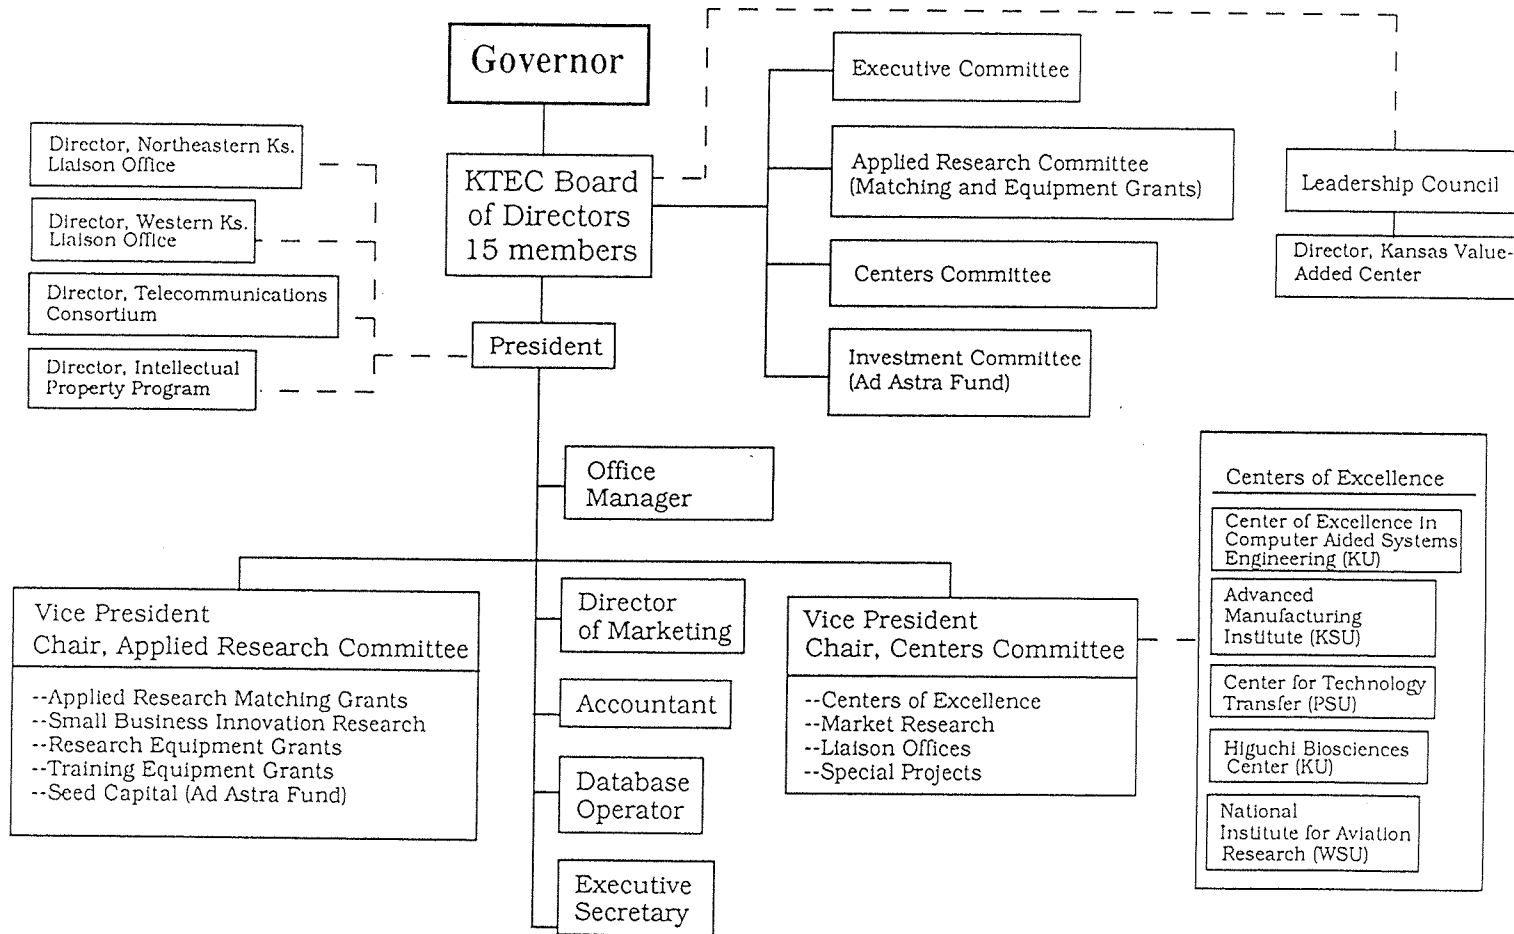 Governor
KTEC Board
of Directors
15 members
President
Director, Northeastern Ks.
Liaison Office
Director, Western Ks.
Liaison Office
Director, Telecommunications
Consortium
Director, Intellectual
Property Program
Executive Committee
Applied Research Committee
(Matching and Equipment Grants)
Centers Committee
Investment Committee
(Ad Astra Fund)
Leadership Council
Director, Kansas Value-
Added Center
Office
Manager
Vice President
Chair, Applied Research Committee
--Applied Research Matching Grants
--Small Business Innovation Research
--Research Equipment Grants
--Training Equipment Grants
--Seed Capital (Ad Astra Fund)
Director
of Marketing
Accountant
Database
Operator
Executive
Secretary
Vice President
Chair, Centers Committee
--Centers of Excellence
--Market Research
--Liaison Offices
--Special Projects
Centers of Excellence
Center of Excellence in
Computer Aided Systems
Engineering (KU)
Advanced
Manufacturing
Institute (KSU)
Center for Technology
Transfer (PSU)
Higuchi Biosciences
Center (KU)
National
Institute for Aviation
Research (WSU)